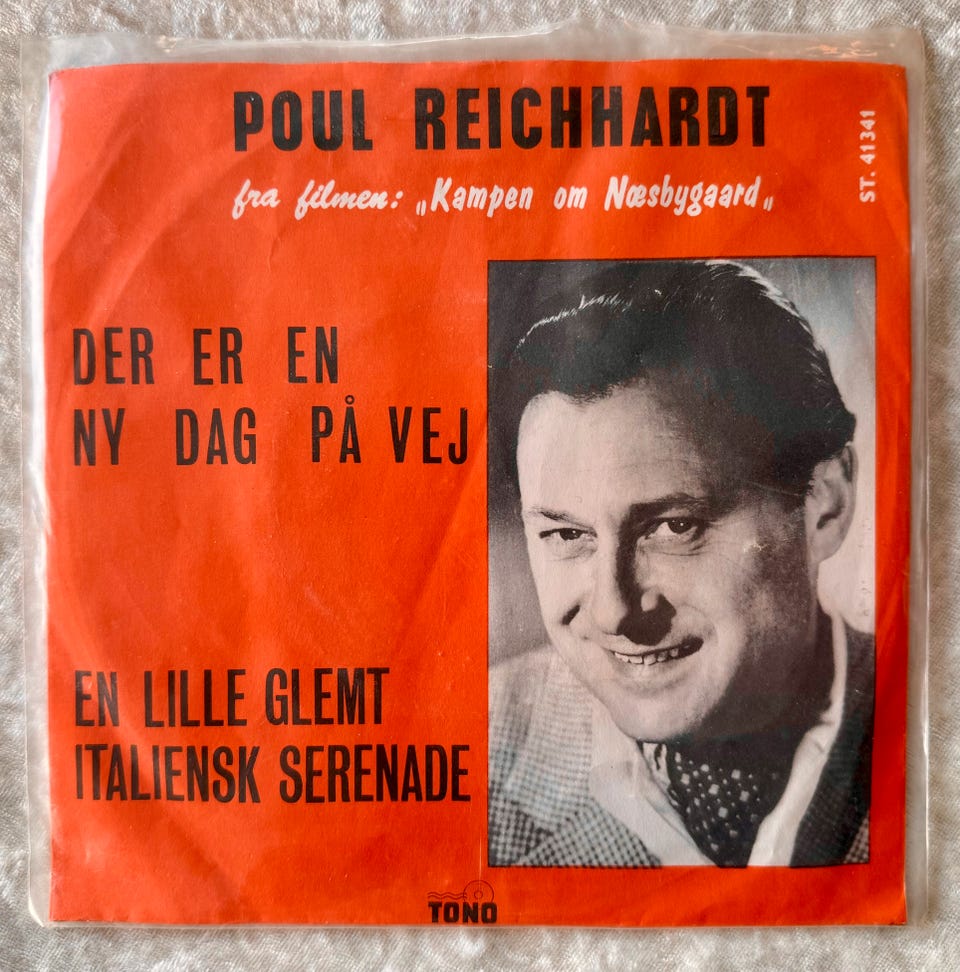 POUL REICHHARDT
ST. 41341
fra filmen: „Kampen om Næsbygaard„
DER ER EN
NY DAG PÅ VEJ
EN LILLE GLEMT
ITALIENSK SERENADE
TONO